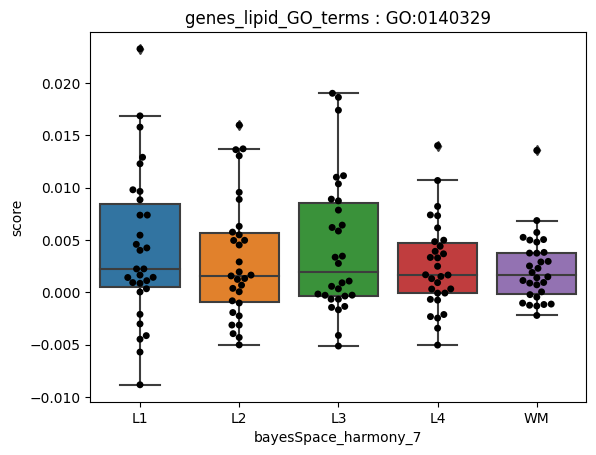 genes_lipid_GO_terms : GO:0140329
score
0.020
0.015
0.010
0.005
0.000
−0.005
−0.010
L1 L2 L3 L4 WM
bayesSpace_harmony_7